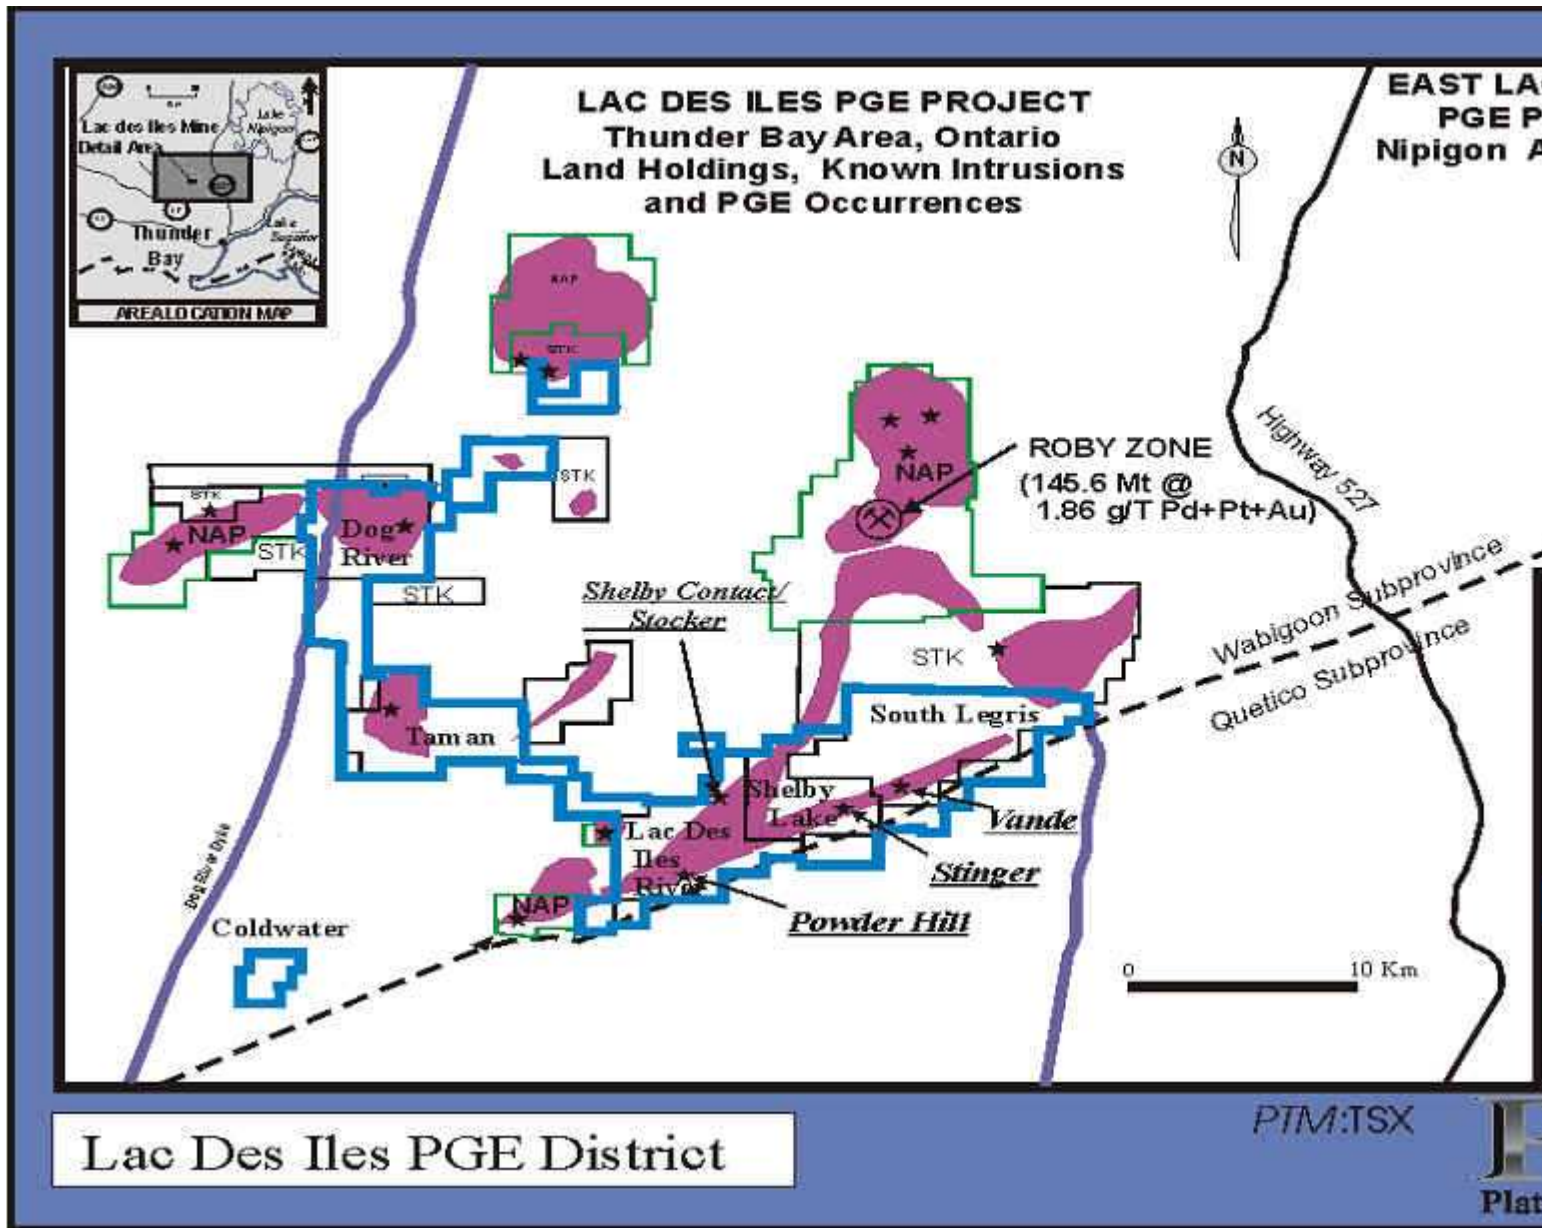 LAC DES ILES PGE PROJECT
Thunder Bay Area, Ontario
Land Holdings, Known Intrusions
and PGE Occurrences
EAST LA
PGE P
Nipigon A
Lake
Nipigon
Lac des Iles Mine
Detail Area
Thunder
Bay
Lake
Superior
AREALOCATION MAP
N
NAP
STK
Highway 527
ROBY ZONE
(145.6 Mt @
1.86 g/T Pd+Pt+Au)
NAP
STK
STK
NAP
Dog
River
STK
STK
Shelby Contact/
Stocker
Wabigoon Subprovince
Quetico Subprovince
STK
South Legris
Taman
Shelby
Lake
Vande
Lac Des
Iles
River
Stinger
Dog River Dyke
NAP
Powder Hill
Coldwater
0 10 Km
PTM:TSX
Lac Des Iles PGE District
Plat